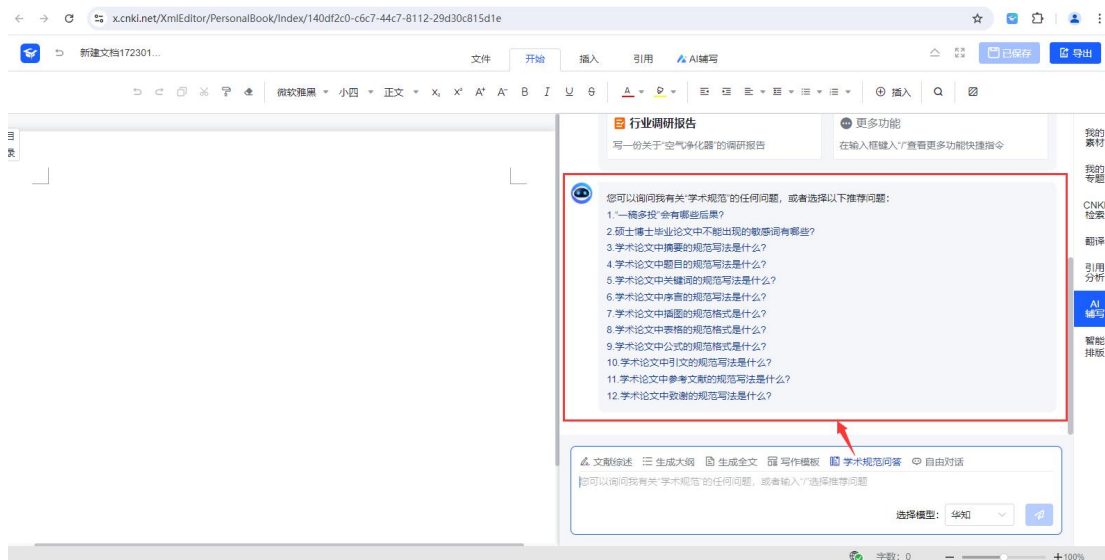 x.cnki.net/XmlEditor/PersonalBook/Index/140df2c0-c6c7-44c7-8112-29d30c815d1e
新建文档172301...
文件 开始 插入 引用 AI辅写
已保存 导出
微软雅黑 小四 正文 X₂ X² A⁺ A⁻ B I U S A 插入
目录
行业调研报告
写一份关于“空气净化器”的调研报告
更多功能
在输入框键入“/”查看更多功能快捷指令
您可以询问我有关“学术规范”的任何问题，或者选择以下推荐问题：
1.“一稿多投”会有哪些后果？
2.硕士博士毕业论文中不能出现的敏感词有哪些？
3.学术论文中摘要的规范写法是什么？
4.学术论文中题目的规范写法是什么？
5.学术论文中关键词的规范写法是什么？
6.学术论文中序言的规范写法是什么？
7.学术论文中插图的规范格式是什么？
8.学术论文中表格的规范格式是什么？
9.学术论文中公式的规范格式是什么？
10.学术论文中引文的规范写法是什么？
11.学术论文中参考文献的规范写法是什么？
12.学术论文中致谢的规范写法是什么？
文献综述 生成大纲 生成全文 写作模板 学术规范问答 自由对话
您可以询问我有关“学术规范”的任何问题，或者输入“/”选择推荐问题
选择模型： 华知
我的
素材
我的
专题
CNKI
检索
翻译
引用
分析
AI
辅写
智能
排版
字数：0 100%